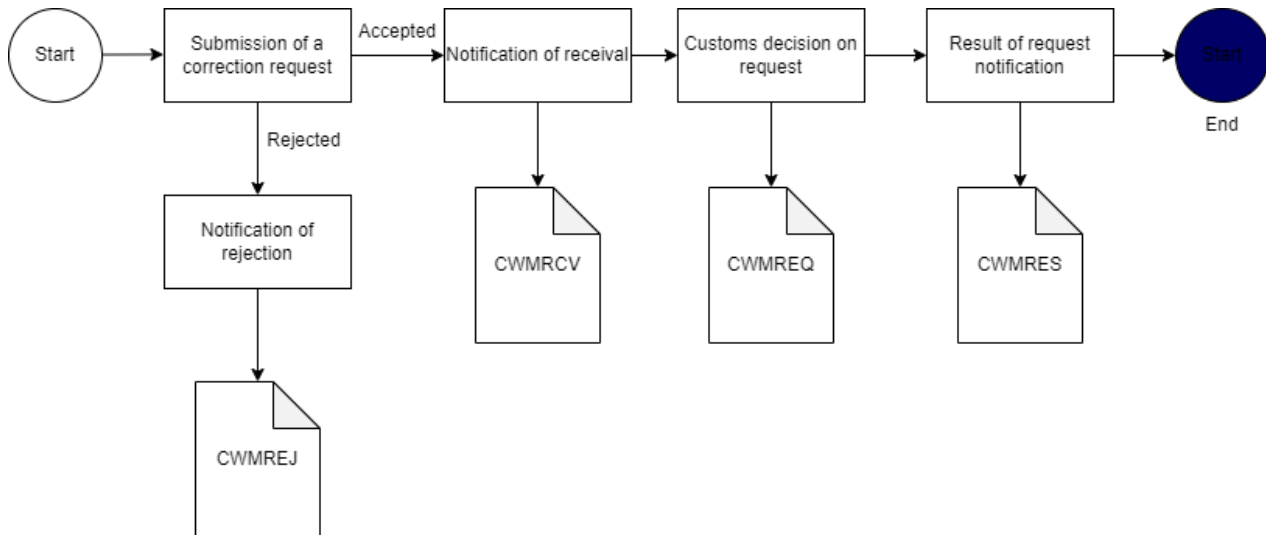 Start
Submission of a
correction request
Accepted
Notification of receival
Customs decision on
request
Result of request
notification
Start
End
Rejected
Notification of
rejection
CWMRCV
CWMREQ
CWMRES
CWMREJ